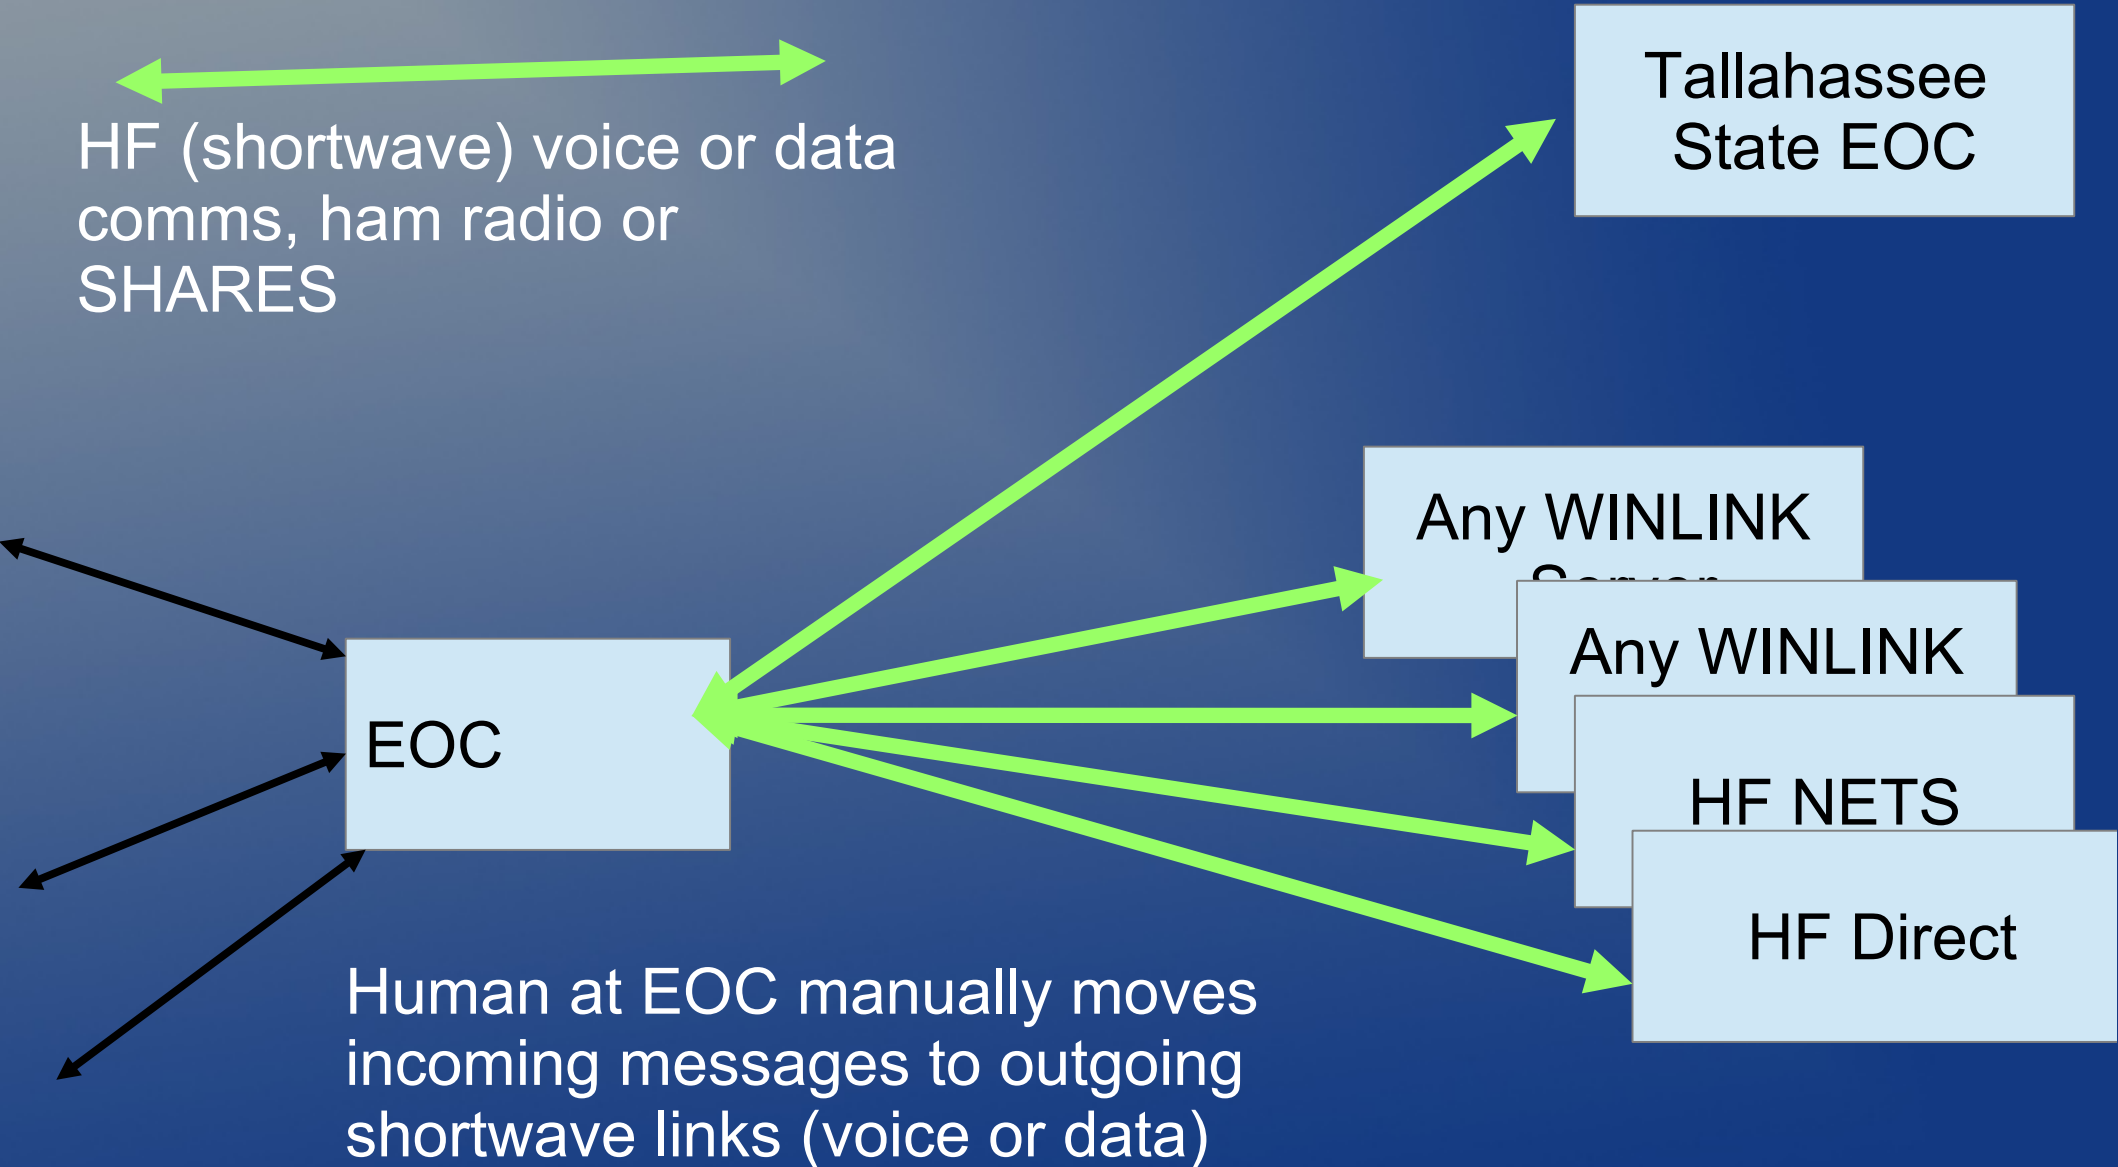 Tallahassee
State EOC
HF (shortwave) voice or data
comms, ham radio or
SHARES
Any WINLINK
Server
Any WINLINK
EOC
HF NETS
HF Direct
Human at EOC manually moves
incoming messages to outgoing
shortwave links (voice or data)